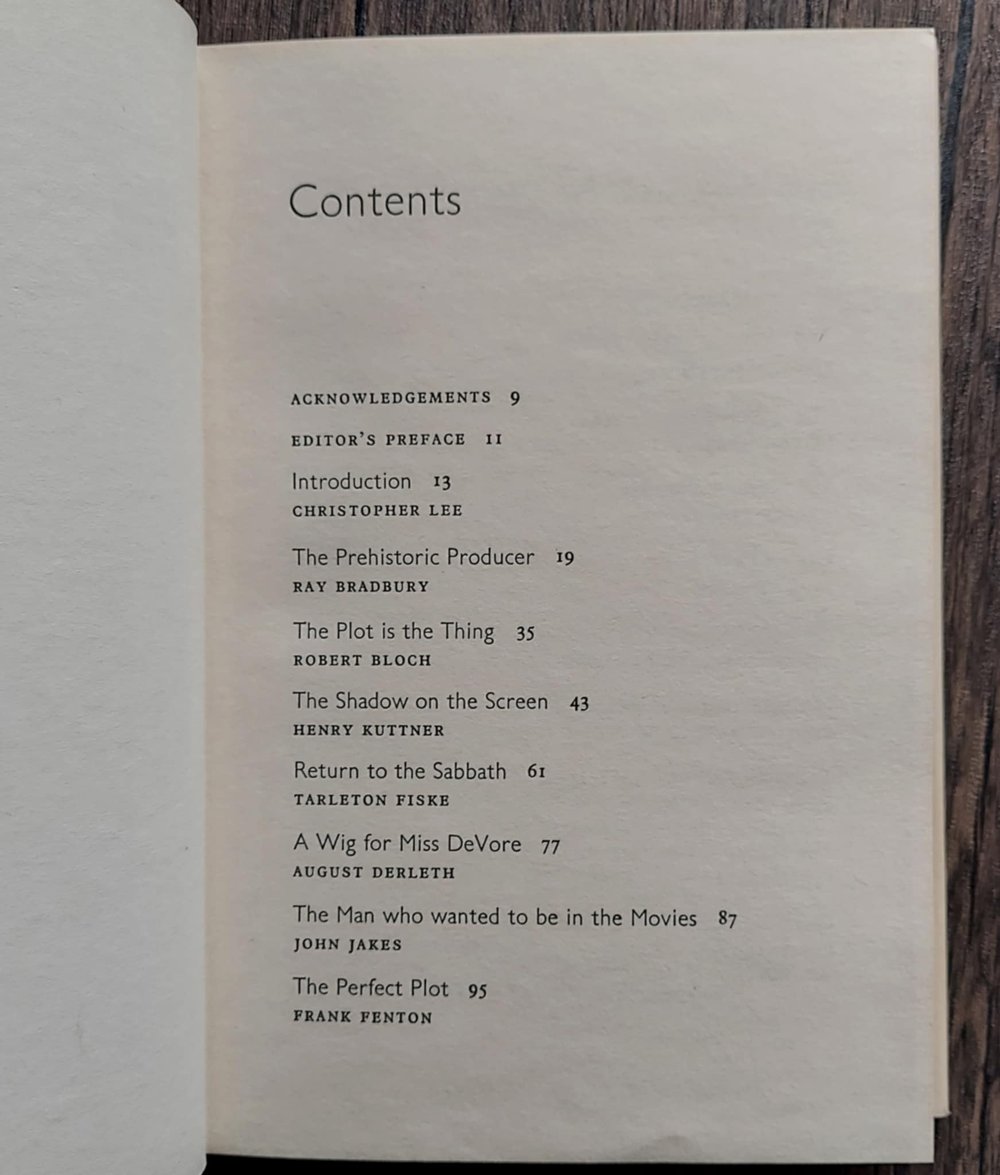 Contents
ACKNOWLEDGEMENTS 9
EDITOR'S PREFACE 11
Introduction 13
CHRISTOPHER LEE
The Prehistoric Producer 19
RAY BRADBURY
The Plot is the Thing 35
ROBERT BLOCH
The Shadow on the Screen 43
HENRY KUTTNER
Return to the Sabbath 61
TARLETON FISKE
A Wig for Miss DeVore 77
AUGUST DERLETH
The Man who wanted to be in the Movies 87
JOHN JAKES
The Perfect Plot 95
FRANK FENTON